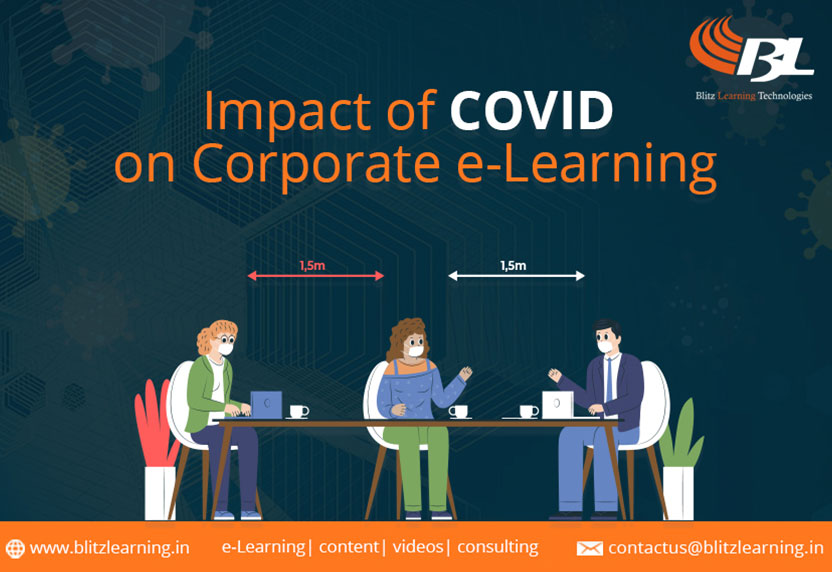 BL
Blitz Learning Technologies
Impact of COVID
on Corporate e-Learning
1,5m
1,5m
www.blitzlearning.in
e-Learning| content| videos| consulting
contactus@blitzlearning.in